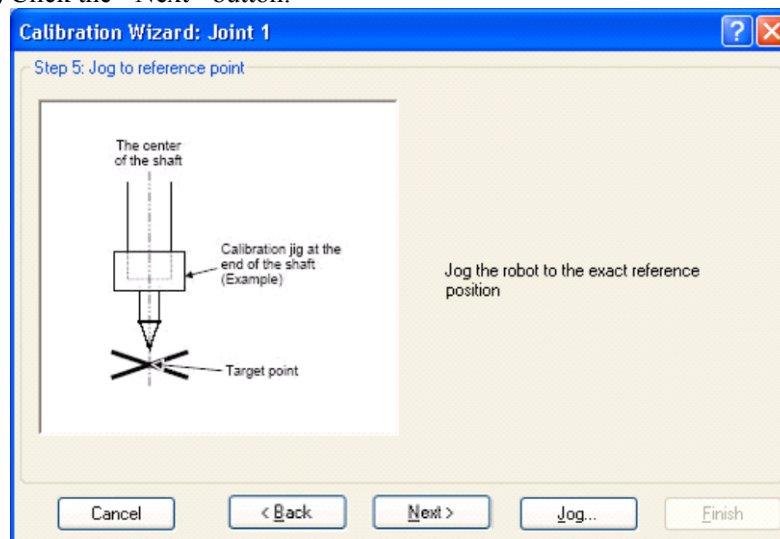 Click the "Next" button.
Calibration Wizard: Joint 1
Step 5: Jog to reference point
The center
of the shaft
Calibration jig at the
end of the shaft
(Example)
Target point
Jog the robot to the exact reference
position
Cancel
< Back
Next >
Jog...
Finish